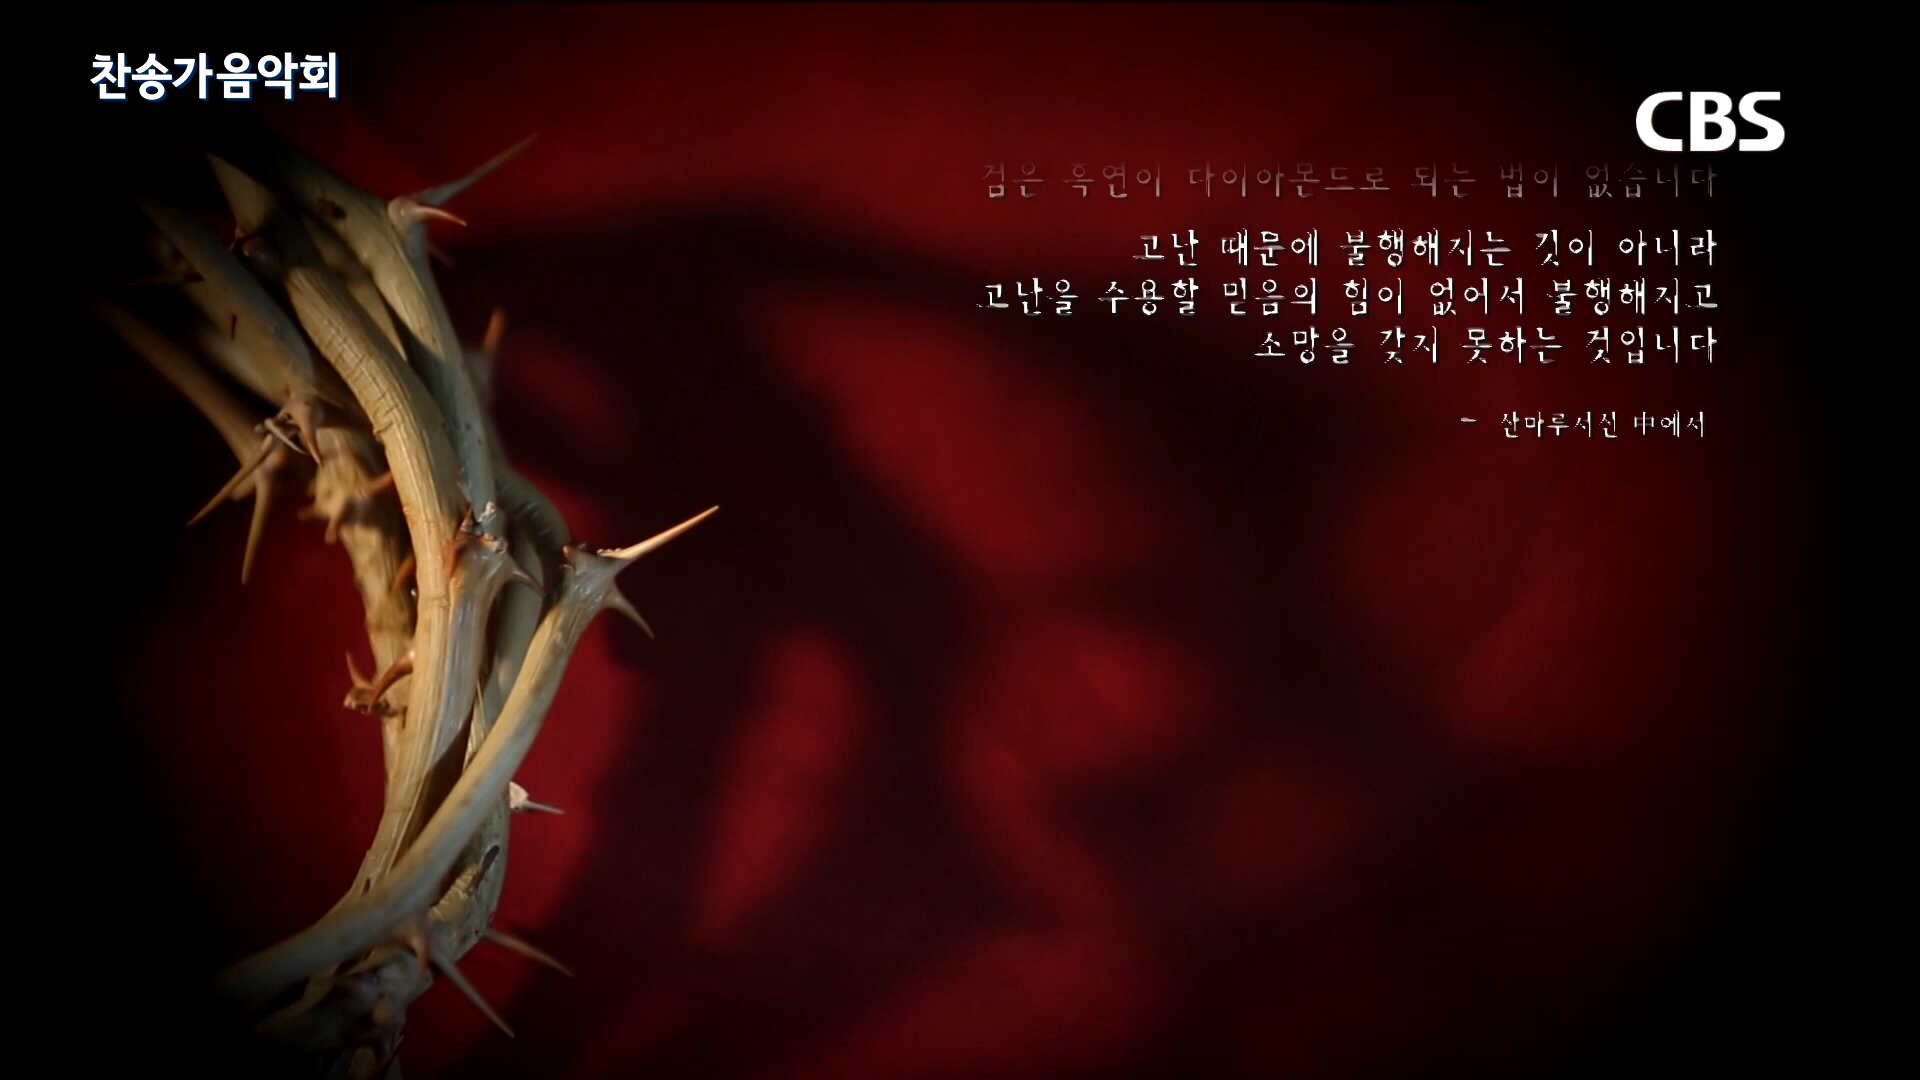 찬송가음악회
CBS
검은 흑연이 다이아몬드로 되는 법이 없습니다
고난 때문에 불행해지는 것이 아니라
고난을 수용할 믿음의 힘이 없어서 불행해지고
소망을 갖지 못하는 것입니다
- 산마루서신 中에서